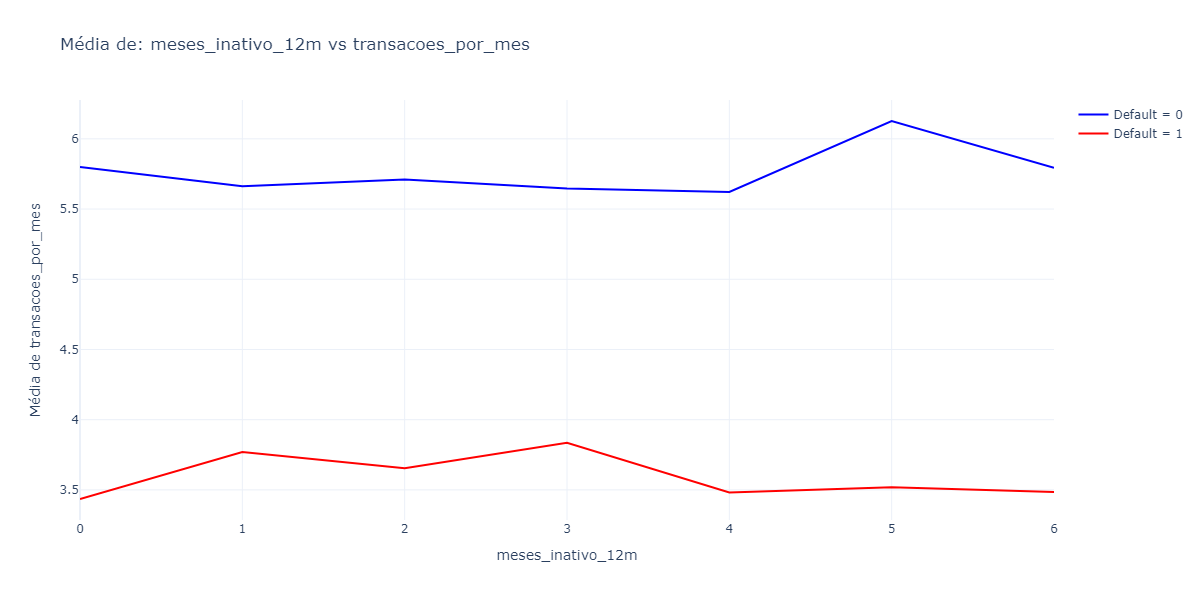 Média de: meses_inativo_12m vs transacoes_por_mes
Default = 0
Default = 1
Média de transacoes_por_mes
6
5.5
5
4.5
4
3.5
0 1 2 3 4 5 6
meses_inativo_12m